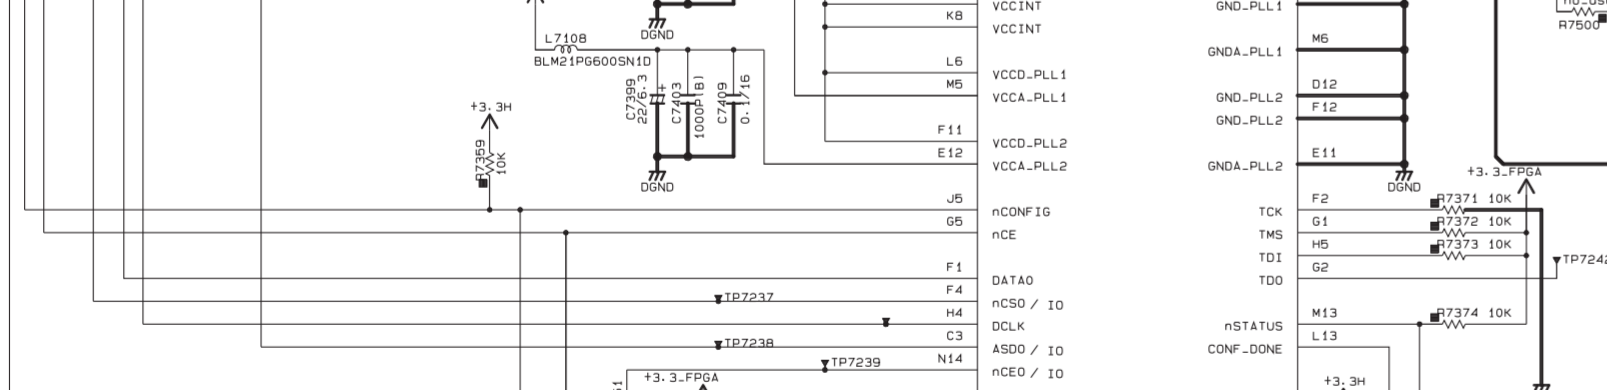 VCCINT
GND_PLL1
K8
VCCINT
R7500
DGND
L7108
BLM21PG600SN1D
M6
GNDA_PLL1
L6
VCCD_PLL1
C7399
22/6.3
C7403
1000P(B)
C7409
0.1/16
M5
VCCA_PLL1
D12
GND_PLL2
+3.3H
F12
GND_PLL2
F11
VCCD_PLL2
R7359
10K
E12
VCCA_PLL2
E11
GNDA_PLL2
DGND
DGND
+3.3_FPGA
J5
nCONFIG
F2
TCK
R7371 10K
G5
nCE
G1
TMS
R7372 10K
H5
TDI
R7373 10K
F1
DATA0
G2
TDO
TP7242
F4
nCSO / IO
TP7237
H4
DCLK
M13
nSTATUS
R7374 10K
C3
ASDO / IO
TP7238
L13
CONF_DONE
N14
nCEO / IO
TP7239
+3.3_FPGA
+3.3H